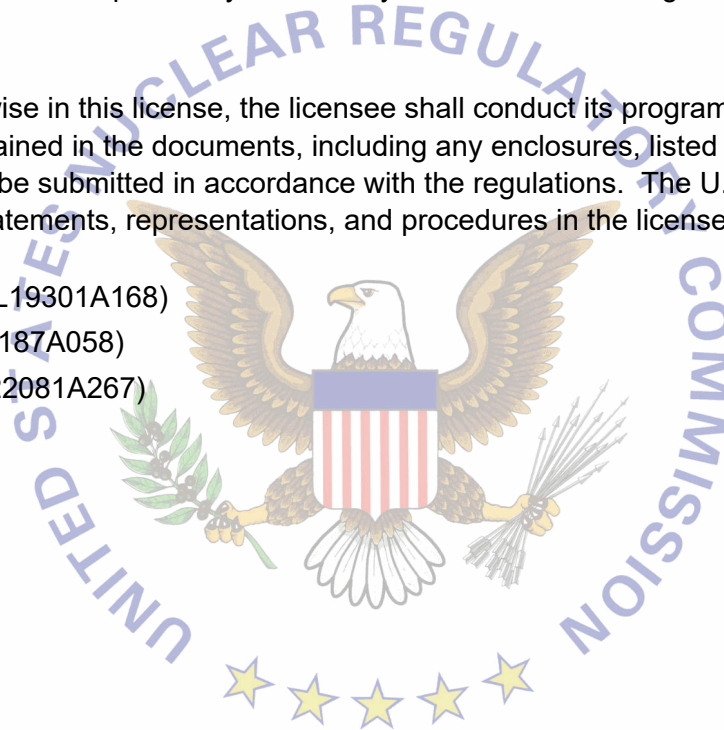 wise in this license, the licensee shall conduct its program
ained in the documents, including any enclosures, listed
be submitted in accordance with the regulations.  The U.
atements, representations, and procedures in the license
L19301A168)
187A058)
2081A267)
UNITED STATES NUCLEAR REGULATORY COMMISSION